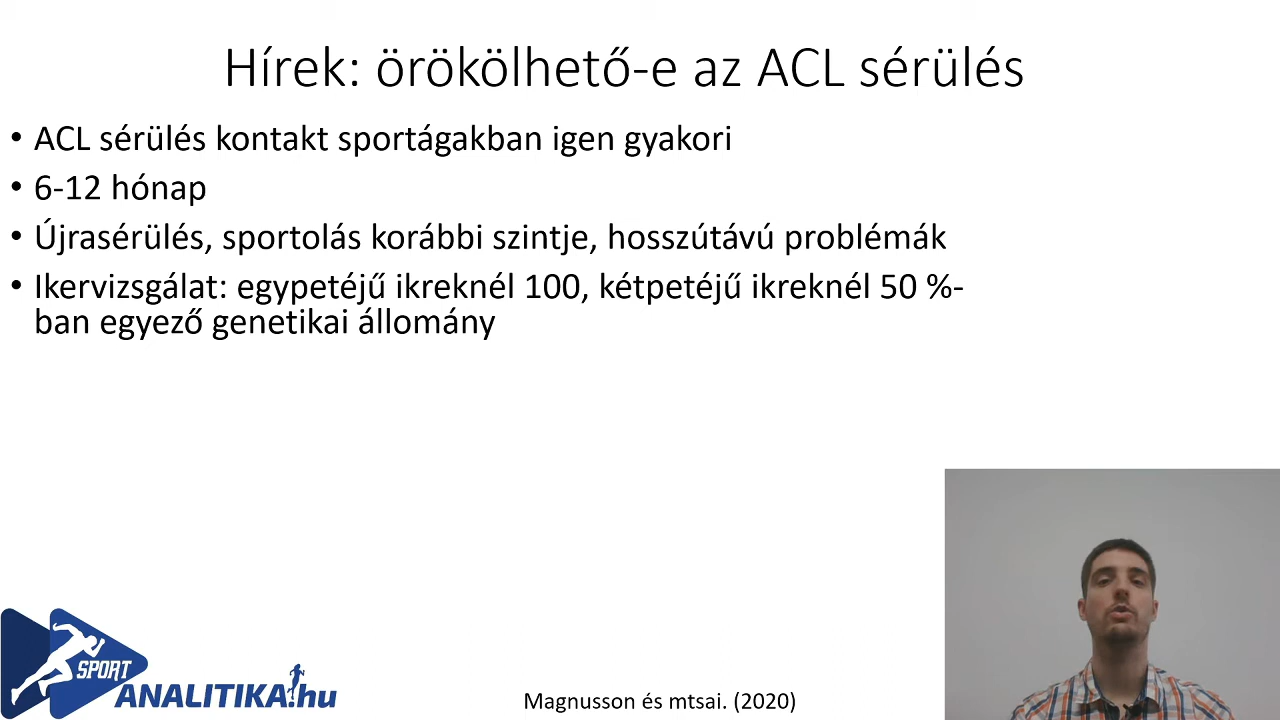 Hírek: örökölhető-e az ACL sérülés
• ACL sérülés kontakt sportágakban igen gyakori
• 6-12 hónap
• Újrasérülés, sportolás korábbi szintje, hosszútávú problémák
• Ikervizsgálat: egypetéjű ikreknél 100, kétpetéjű ikreknél 50 %-
ban egyező genetikai állomány
SPORT
ANALITIKA.hu
Magnusson és mtsai. (2020)